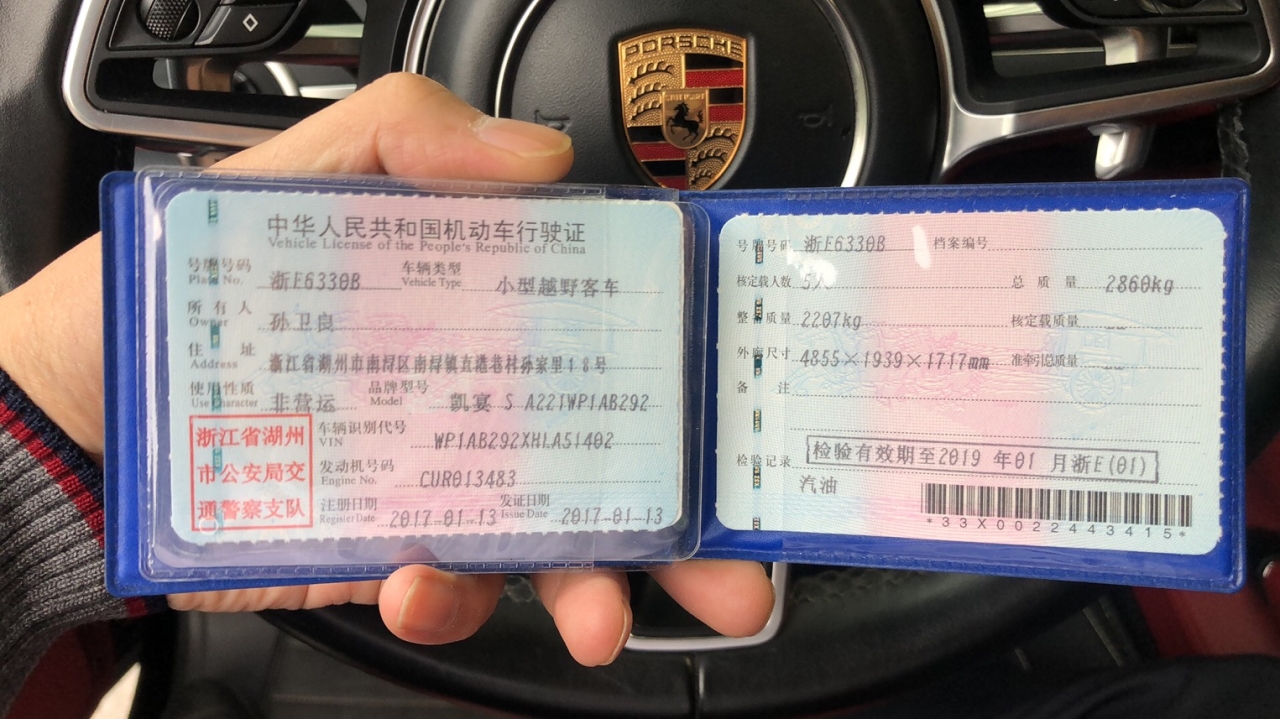 PORSCHE
中华人民共和国机动车行驶证
Vehicle License of the People's Republic of China
号牌号码 浙E6330B 车辆类型 小型越野客车
Plate No. Vehicle Type
所有人 孙卫良
Owner
住址 浙江省湖州市南浔区南浔镇直港巷村孙家里18号
Address
使用性质 非营运 品牌型号 凯宴 S A221WP1AB292
Use Character Model
浙江省湖州
市公安局交
通警察支队
车辆识别代号 WP1AB292XHLA51402
VIN
发动机号码 CUR013483
Engine No.
注册日期 2017-01-13 发证日期 2017-01-13
Register Date Issue Date
号牌号码 浙E6330B 档案编号
核定载人数 5人 总质量 2860kg
整备质量 2207kg 核定载质量 --
外廓尺寸 4855×1939×1717mm 准牵引总质量 --
备注
检验记录 检验有效期至2019年01月浙E(01)
汽油
*33X0022443415*